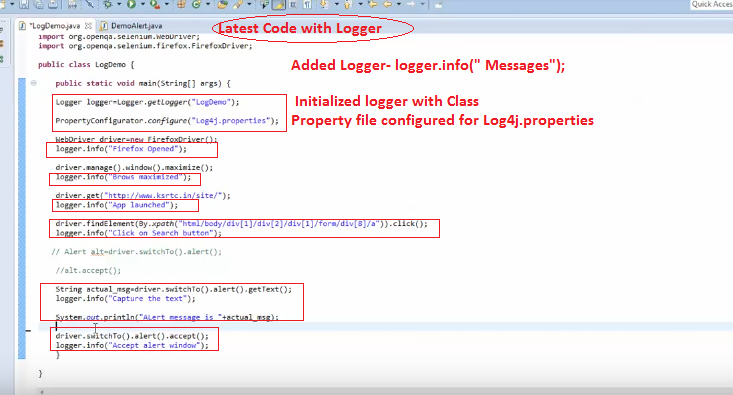 Quick Access
*LogDemo.java DemoAlert.java
Latest Code with Logger
import org.openqa.selenium.WebDriver;
import org.openqa.selenium.firefox.FirefoxDriver;
public class LogDemo {
Added Logger- logger.info(" Messages");
public static void main(String[] args) {
Logger logger=Logger.getLogger("LogDemo");
Initialized logger with Class
PropertyConfigurator.configure("Log4j.properties");
Property file configured for Log4j.properties
WebDriver driver=new FirefoxDriver();
logger.info("Firefox Opened");
driver.manage().window().maximize();
logger.info("Brows maximized");
driver.get("http://www.ksrtc.in/site/");
logger.info("App launched");
driver.findElement(By.xpath("html/body/div[1]/div[2]/div[1]/form/div[8]/a")).click();
logger.info("Click on Search button");
// Alert alt=driver.switchTo().alert();
//alt.accept();
String actual_msg=driver.switchTo().alert().getText();
logger.info("Capture the text");
System.out.println("ALert message is "+actual_msg);
driver.switchTo().alert().accept();
logger.info("Accept alert window");
}
}